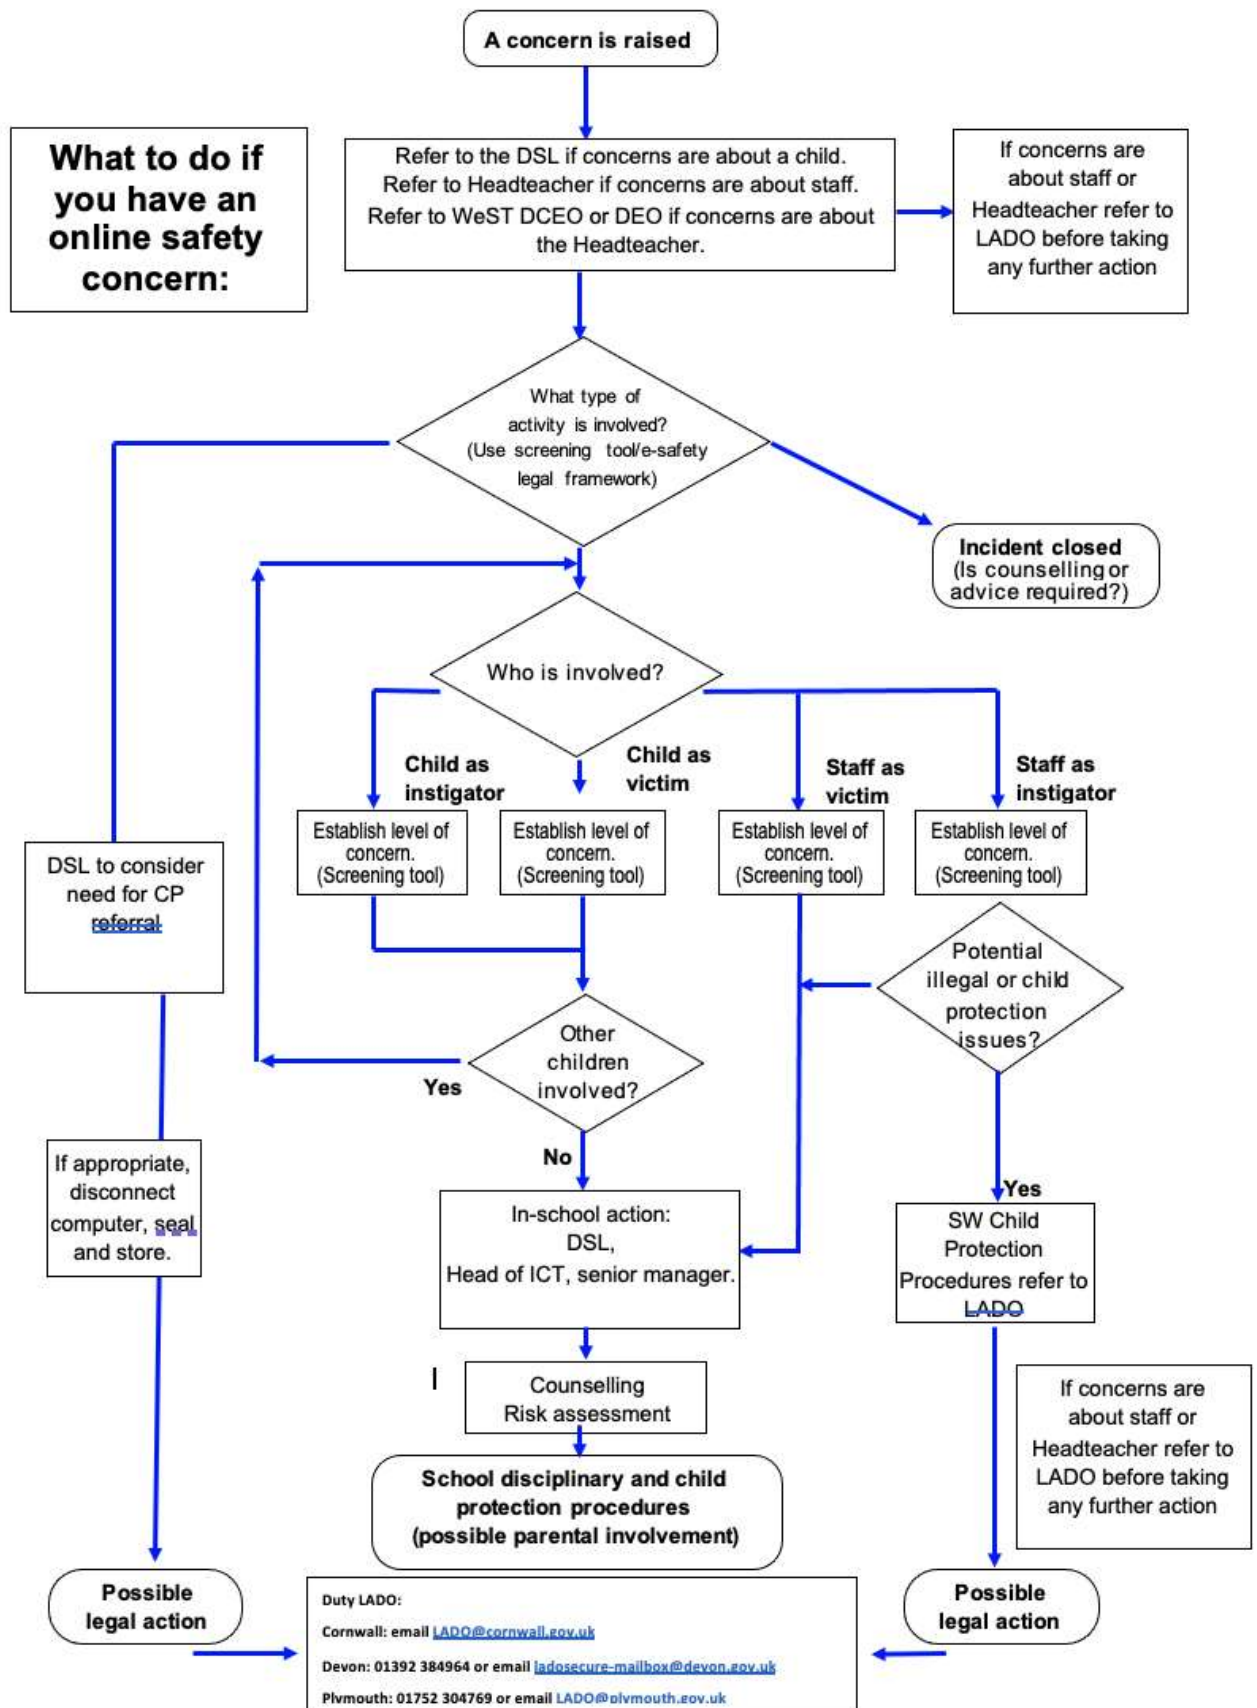 A concern is raised
What to do if
you have an
online safety
concern:
Refer to the DSL if concerns are about a child.
Refer to Headteacher if concerns are about staff.
Refer to WeST DCEO or DEO if concerns are about
the Headteacher.
If concerns are
about staff or
Headteacher refer to
LADO before taking
any further action
What type of
activity is involved?
(Use screening tool/e-safety
legal framework)
Incident closed
(Is counselling or
advice required?)
Who is involved?
Child as
instigator
Child as
victim
Staff as
victim
Staff as
instigator
Establish level of
concern.
(Screening tool)
Establish level of
concern.
(Screening tool)
Establish level of
concern.
(Screening tool)
Establish level of
concern.
(Screening tool)
DSL to consider
need for CP
referral
Potential
illegal or child
protection
issues?
Other
children
involved?
Yes
No
If appropriate,
disconnect
computer, seal
and store.
In-school action:
DSL,
Head of ICT, senior manager.
Yes
SW Child
Protection
Procedures refer to
LADO
Counselling
Risk assessment
If concerns are
about staff or
Headteacher refer to
LADO before taking
any further action
School disciplinary and child
protection procedures
(possible parental involvement)
Possible
legal action
Possible
legal action
Duty LADO:
Cornwall: email LADO@cornwall.gov.uk
Devon: 01392 384964 or email ladosecure-mailbox@devon.gov.uk
Plymouth: 01752 304769 or email LADO@plymouth.gov.uk